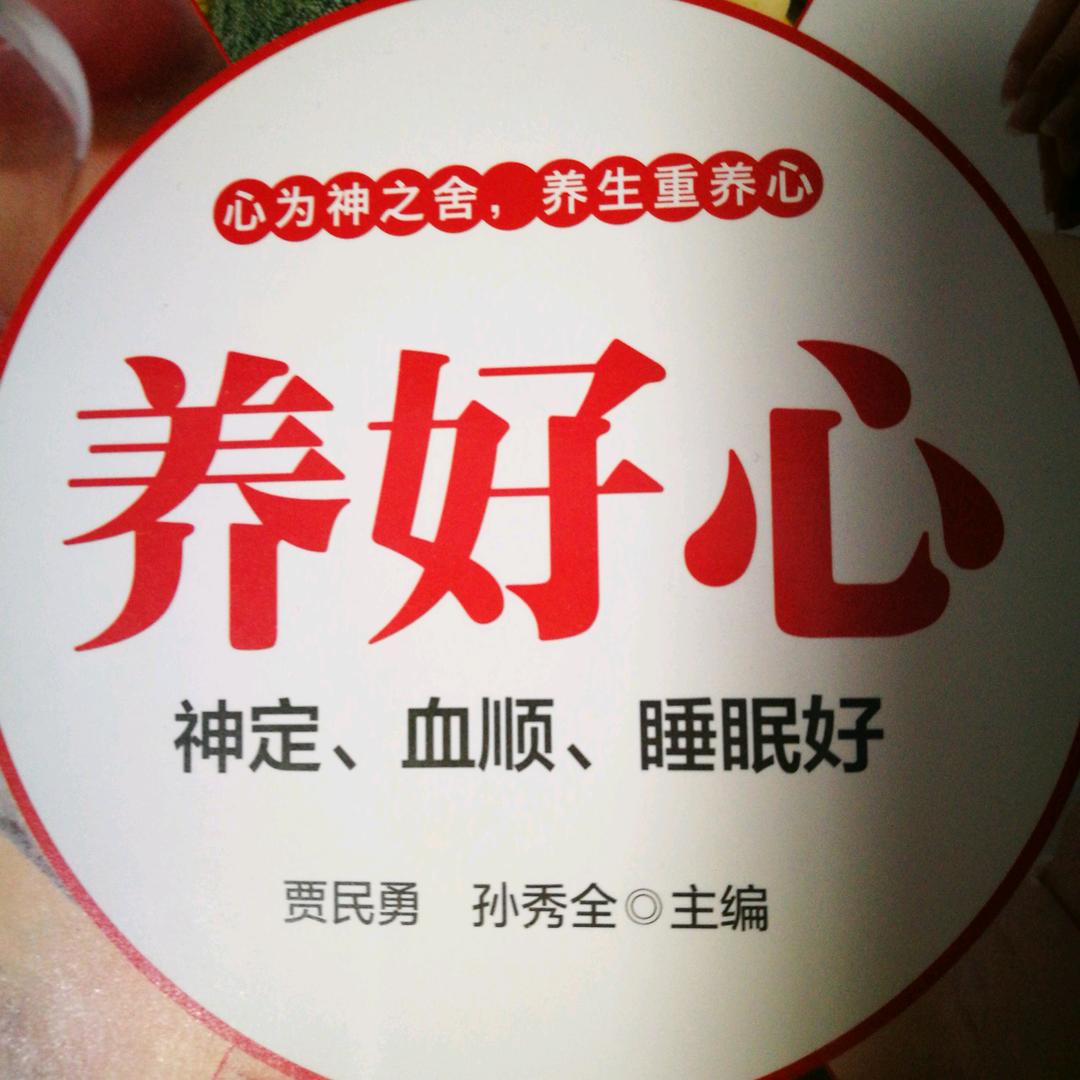 心为神之舍，养生重养心
养好心
神定、血顺、睡眠好
贾民勇 孙秀全◎主编